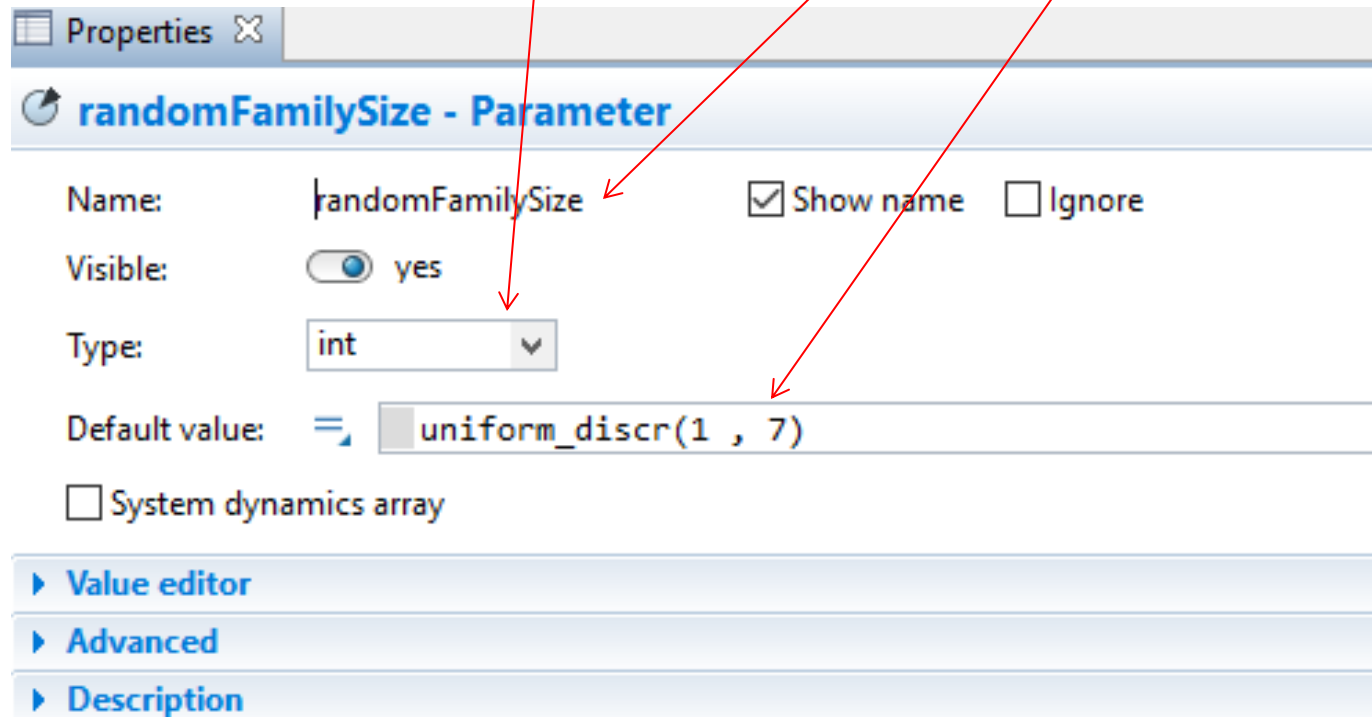 Properties
randomFamilySize - Parameter
Name: randomFamilySize Show name Ignore
Visible: yes
Type: int
Default value: uniform_discr(1 , 7)
System dynamics array
Value editor
Advanced
Description